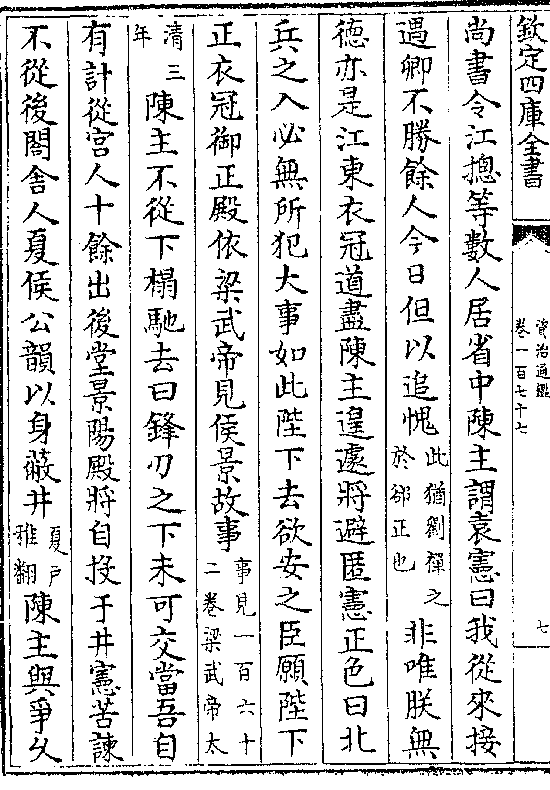 欽定四庫全書
資治通鑑
卷一百七十七
七
尚書令江摠等數人居省中陳主謂袁憲曰我從來接
遇卿不勝餘人今日但以追愧此猶劉禪之於郤正也非唯朕無
德亦是江東衣冠道盡陳主遑遽將避匿憲正色曰北
兵之入必無所犯大事如此陛下去欲安之臣願陛下
正衣冠御正殿依梁武帝見侯景故事事見一百六十二卷梁武帝太
清三年陳主不從下榻馳去曰鋒刃之下未可交當吾自
有計從宮人十餘出後堂景陽殿將自投于井憲苦諫
不從後閤舍人夏侯公韻以身蔽井夏戶雅翻陳主與爭久